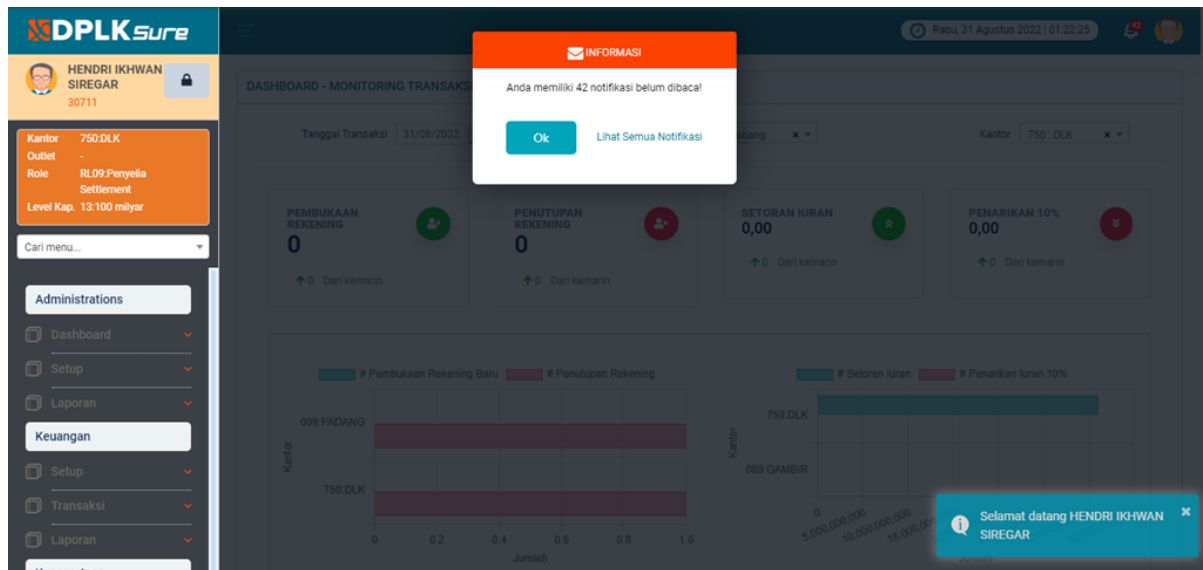 DPLKSure
HENDRI IKHWAN
SIREGAR
30711
Kantor 750:DLK
Outlet -
Role RL09:Penyelia
Settlement
Level Kap. 13:100 milyar
Cari menu...
Administrations
Dashboard
Setup
Laporan
Keuangan
Setup
Transaksi
Laporan
Rabu, 31 Agustus 2022 | 01:22:25
42
INFORMASI
Anda memiliki 42 notifikasi belum dibaca!
Ok Lihat Semua Notifikasi
DASHBOARD - MONITORING TRANSAKS
Tanggal Transaksi 31/08/2022 abang × Kantor 750 : DLK ×
PEMBUKAAN
REKENING
0
0 Dari kemarin
PENUTUPAN
REKENING
0
0 Dari kemarin
SETORAN IURAN
0,00
0 Dari kemarin
PENARIKAN 10%
0,00
0 Dari kemarin
# Pembukaan Rekening Baru # Penutupan Rekening
009:PADANG
Kantor
750:DLK
0 0.2 0.4 0.6 0.8 1.0
Jumlah
# Setoran Iuran # Penarikan Iuran 10%
750:DLK
Kantor
089:GAMBIR
0 5,000,000,000 10,000,000,000
Selamat datang HENDRI IKHWAN ×
SIREGAR